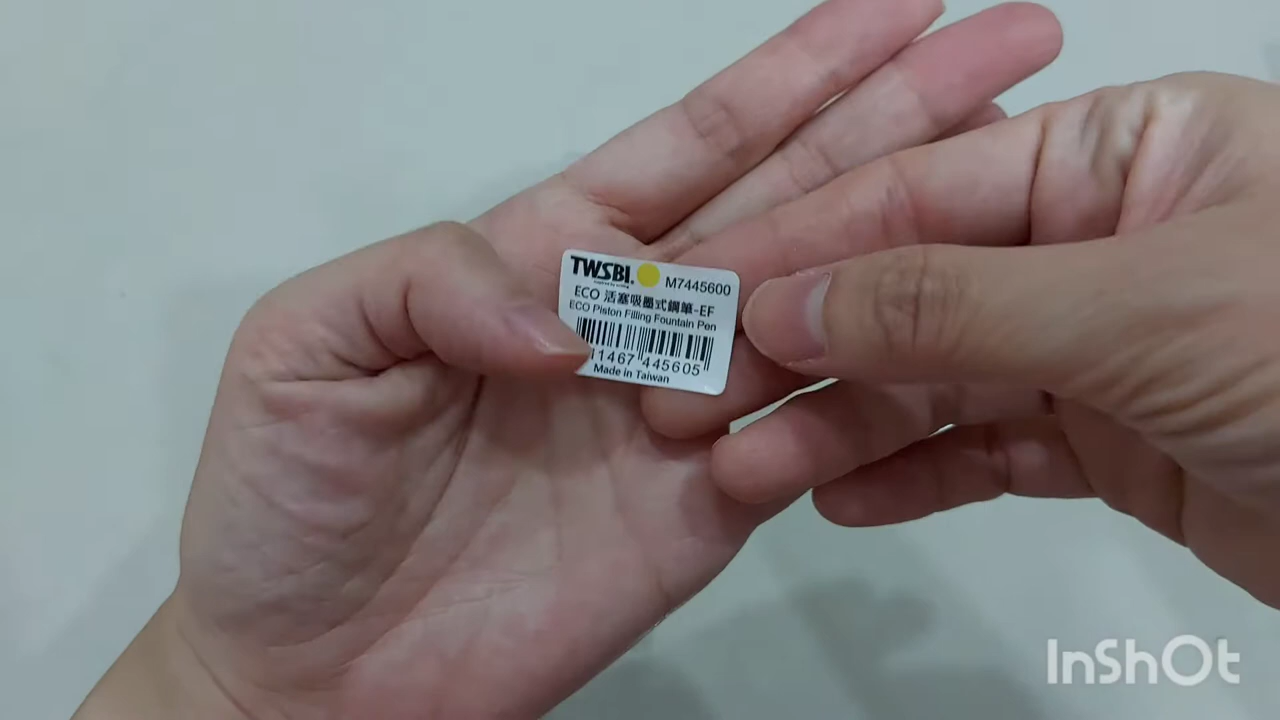 TWSBI. M7445600
ECO 活塞吸墨式鋼筆-EF
ECO Piston Filling Fountain Pen
11467 445605
Made in Taiwan
InShOt